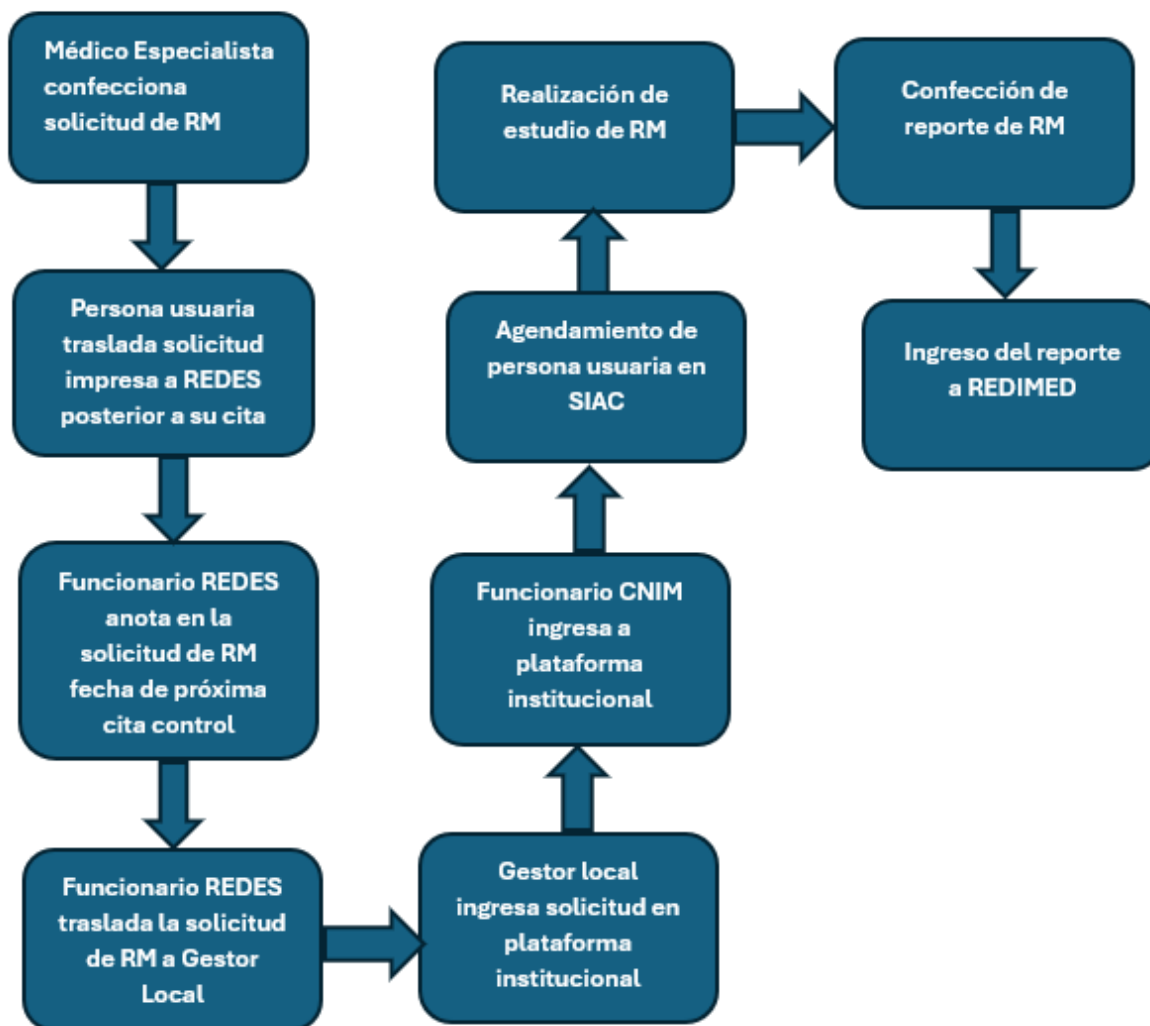 Médico Especialista
confecciona
solicitud de RM
Persona usuaria
traslada solicitud
impresa a REDES
posterior a su cita
Funcionario REDES
anota en la
solicitud de RM
fecha de próxima
cita control
Funcionario REDES
traslada la solicitud
de RM a Gestor
Local
Gestor local
ingresa solicitud en
plataforma
institucional
Funcionario CNIM
ingresa a
plataforma
institucional
Agendamiento de
persona usuaria en
SIAC
Realización de
estudio de RM
Confección de
reporte de RM
Ingreso del reporte
a REDIMED